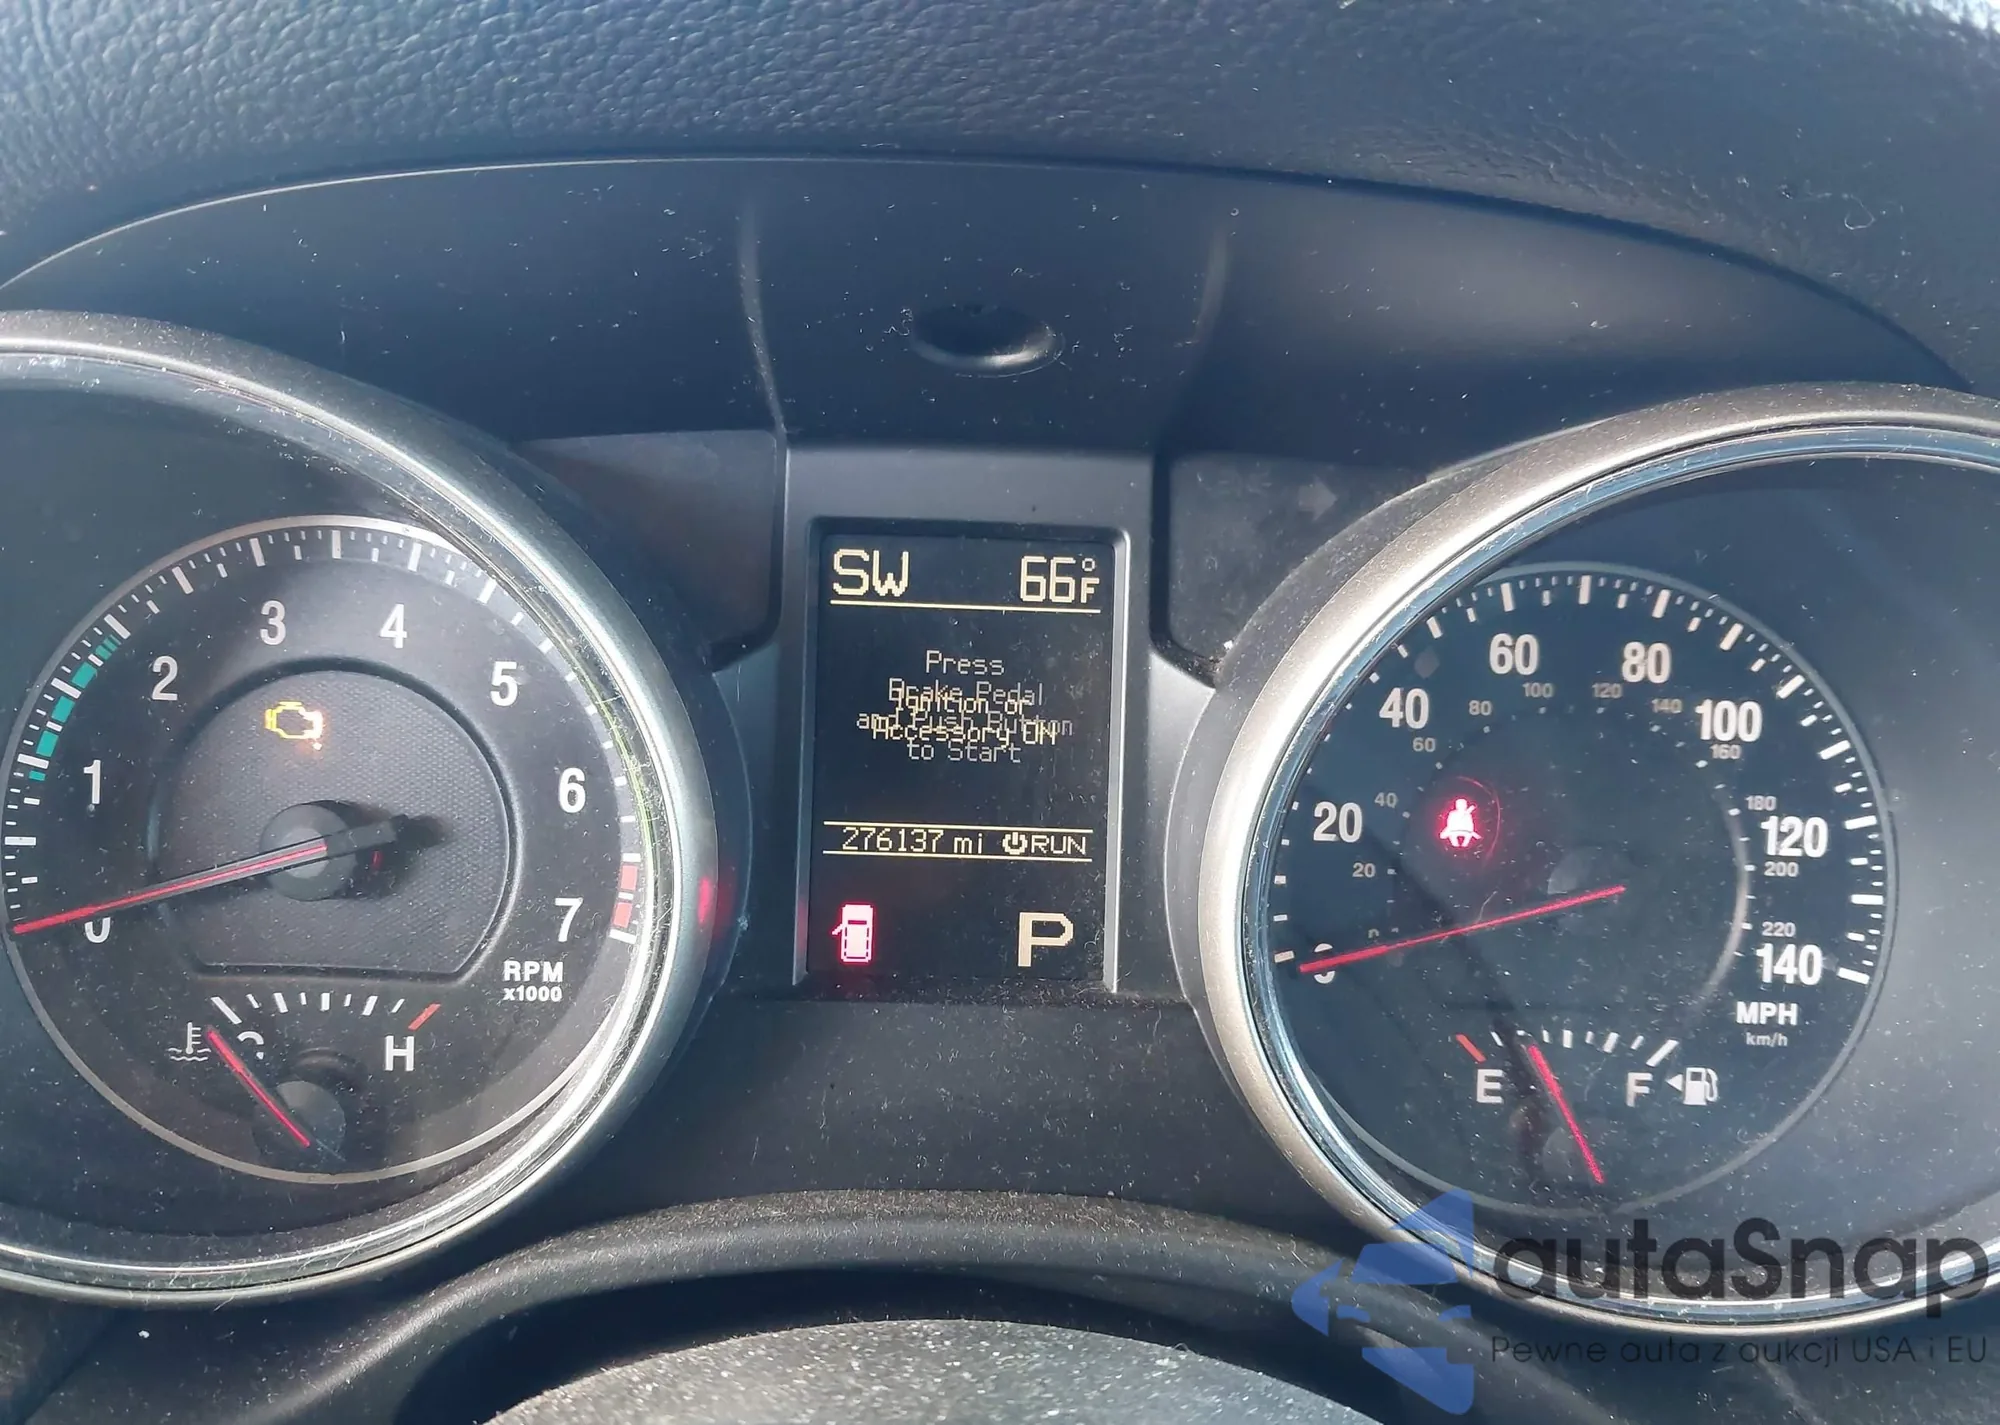 SW 66°F
Press
Brake Pedal
Ignition or
and Push Button
Accessory ON
to Start
276137 mi RUN
P
0 1 2 3 4 5 6 7
RPM
x1000
C H
0 20 40 60 80 100 120 140
20 40 60 80 100 120 140 160 180 200 220
MPH
km/h
E F
autaSnap
Pewne auta z aukcji USA i EU